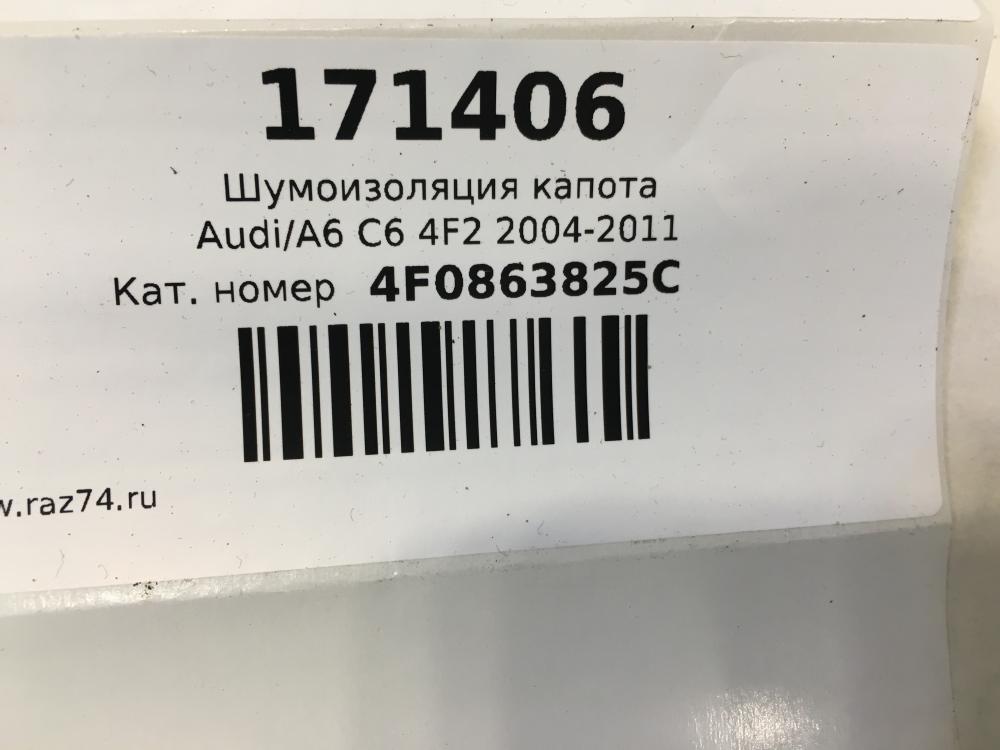 171406
Шумоизоляция капота
Audi/A6 C6 4F2 2004-2011
Кат. номер 4F0863825C
w.raz74.ru